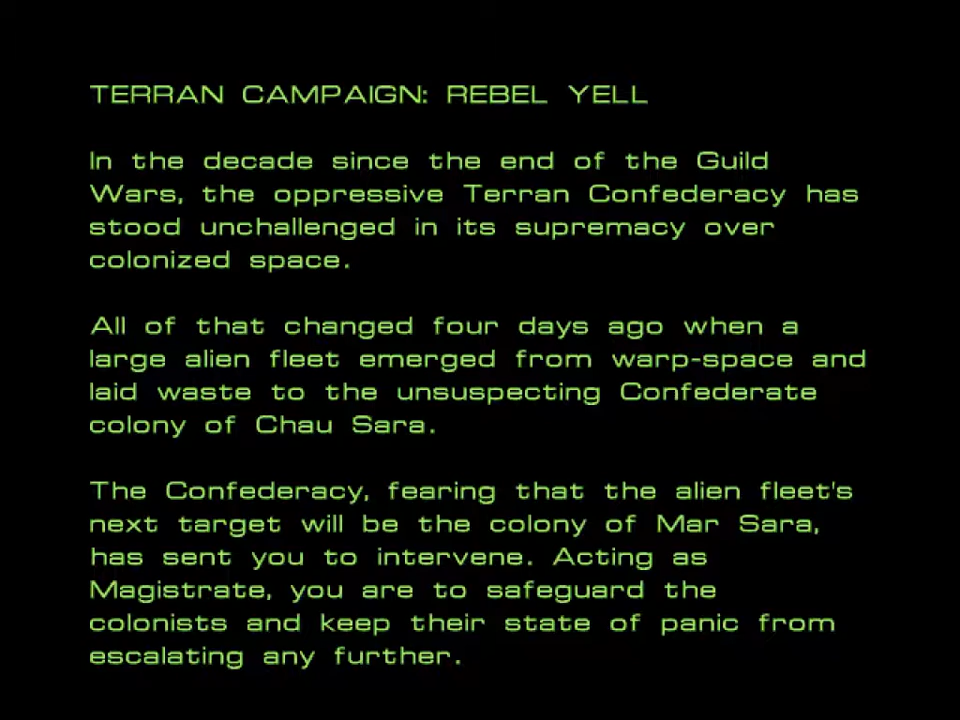 TERRAN CAMPAIGN: REBEL YELL
In the decade since the end of the Guild
Wars, the oppressive Terran Confederacy has
stood unchallenged in its supremacy over
colonized space.
All of that changed four days ago when a
large alien fleet emerged from warp-space and
laid waste to the unsuspecting Confederate
colony of Chau Sara.
The Confederacy, fearing that the alien fleet's
next target will be the colony of Mar Sara,
has sent you to intervene. Acting as
Magistrate, you are to safeguard the
colonists and keep their state of panic from
escalating any further.